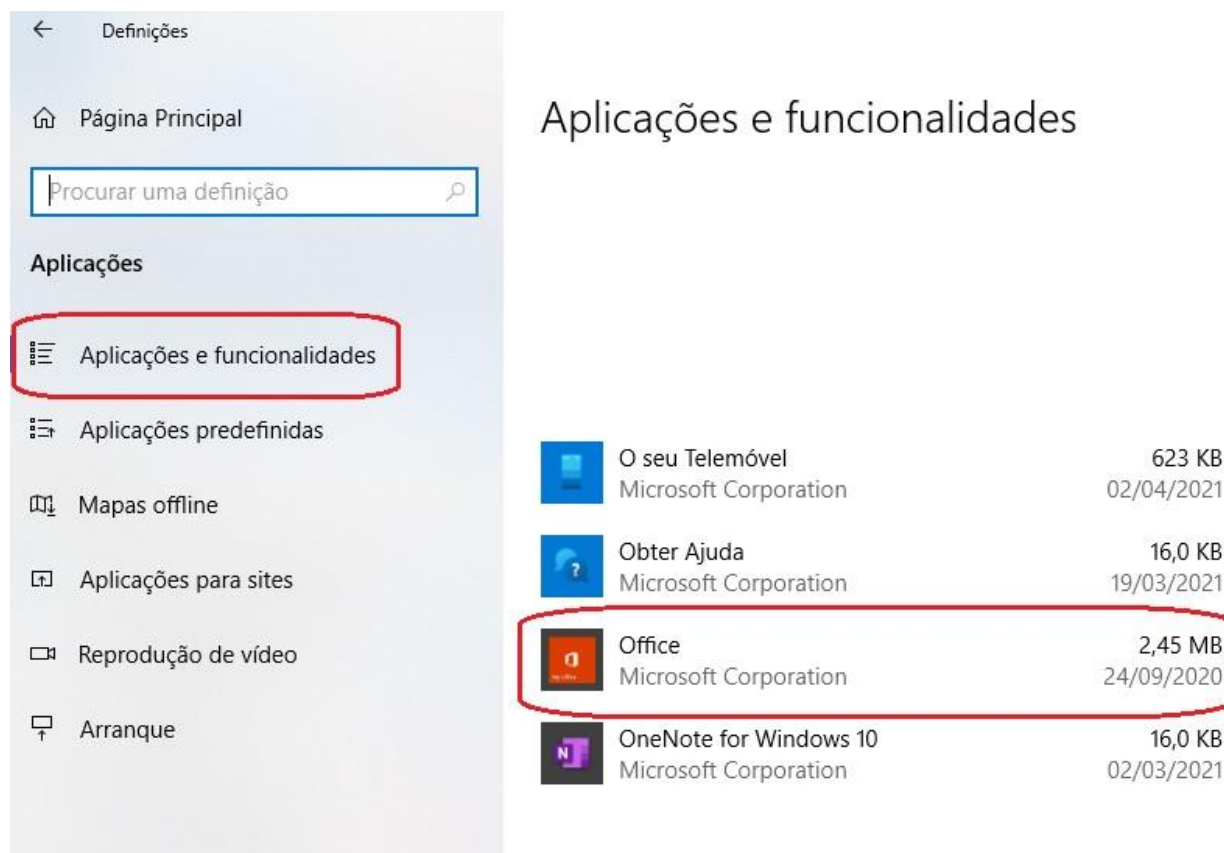 Definições
Página Principal
Procurar uma definição
Aplicações
Aplicações e funcionalidades
Aplicações predefinidas
Mapas offline
Aplicações para sites
Reprodução de vídeo
Arranque
Aplicações e funcionalidades
O seu Telemóvel 623 KB
Microsoft Corporation 02/04/2021
Obter Ajuda 16,0 KB
Microsoft Corporation 19/03/2021
Office 2,45 MB
Microsoft Corporation 24/09/2020
OneNote for Windows 10 16,0 KB
Microsoft Corporation 02/03/2021